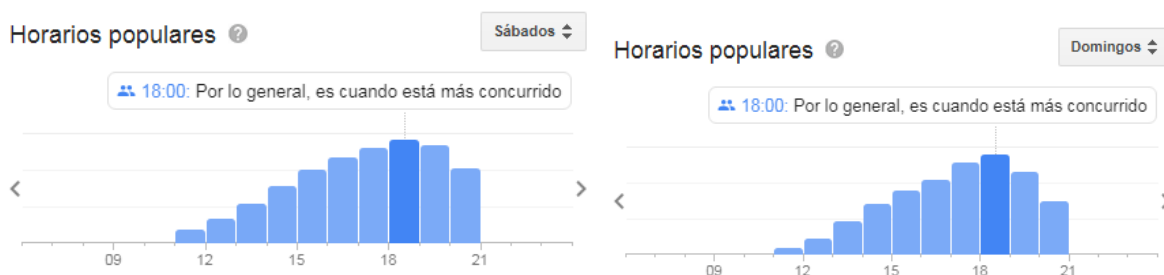 Horarios populares ?
Sábados
18:00: Por lo general, es cuando está más concurrido
09 12 15 18 21
Horarios populares ?
Domingos
18:00: Por lo general, es cuando está más concurrido
09 12 15 18 21